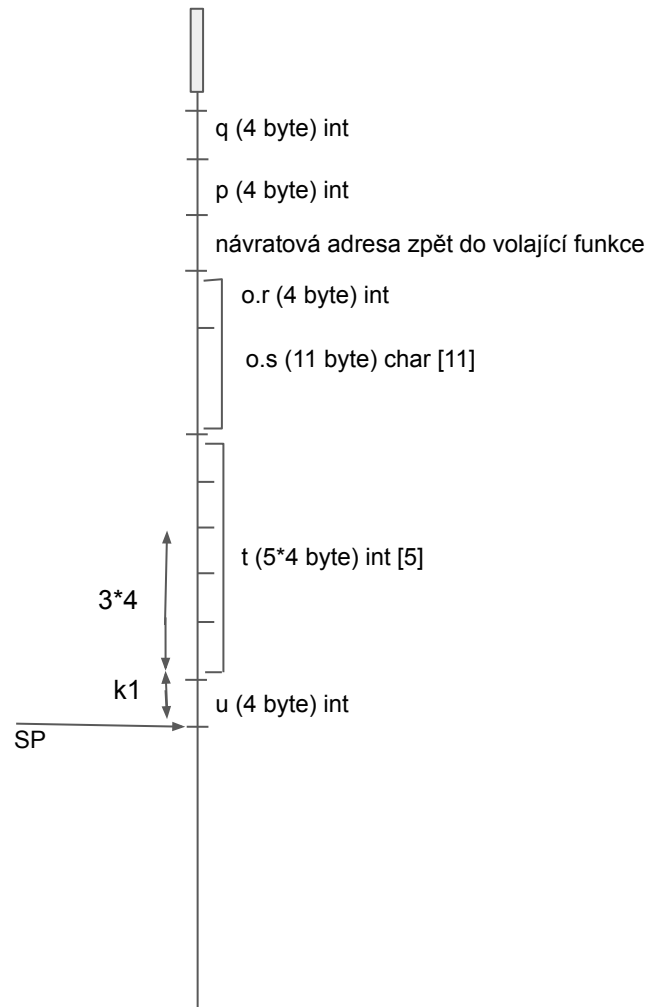 q (4 byte) int
p (4 byte) int
návratová adresa zpět do volající funkce
o.r (4 byte) int
o.s (11 byte) char [11]
t (5*4 byte) int [5]
3*4
k1
u (4 byte) int
SP